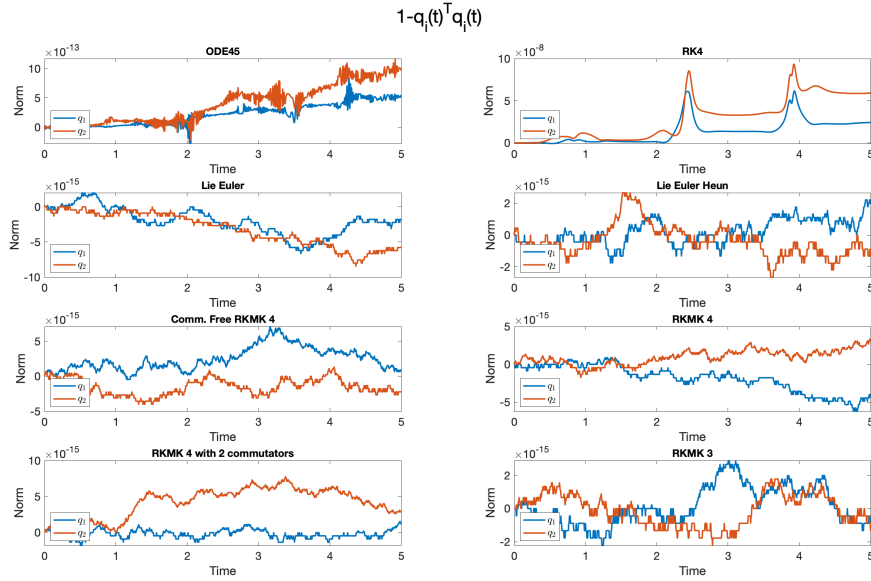 1-qᵢ(t)ᵀqᵢ(t)
ODE45
×10⁻¹³
Norm
10
5
0
q₁
q₂
0 1 2 3 4 5
Time
RK4
×10⁻⁸
Norm
10
5
0
q₁
q₂
0 1 2 3 4 5
Time
Lie Euler
×10⁻¹⁵
Norm
0
-5
-10
q₁
q₂
0 1 2 3 4 5
Time
Lie Euler Heun
×10⁻¹⁵
Norm
2
0
-2
q₁
q₂
0 1 2 3 4 5
Time
Comm. Free RKMK 4
×10⁻¹⁵
Norm
5
0
-5
q₁
q₂
0 1 2 3 4 5
Time
RKMK 4
×10⁻¹⁵
Norm
5
0
-5
q₁
q₂
0 1 2 3 4 5
Time
RKMK 4 with 2 commutators
×10⁻¹⁵
Norm
10
5
0
q₁
q₂
0 1 2 3 4 5
Time
RKMK 3
×10⁻¹⁵
Norm
2
0
-2
q₁
q₂
0 1 2 3 4 5
Time